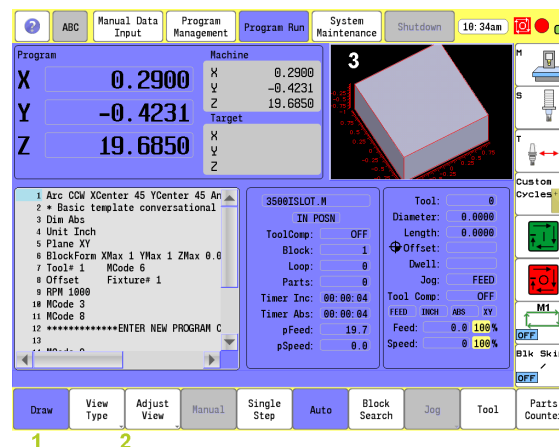 ?
ABC
Manual Data Input
Program Management
Program Run
System Maintenance
Shutdown
10:34am
Program
X 0.2900
Y -0.4231
Z 19.6850
Machine
X 0.2900
Y -0.4231
Z 19.6850
Target
X
Y
Z
3
M
S
T
Custom
Cycles
1 Arc CCW XCenter 45 YCenter 45 An
2 * Basic template conversational
3 Dim Abs
4 Unit Inch
5 Plane XY
6 BlockForm XMax 1 YMax 1 ZMax 0.0
7 Tool# 1 MCode 6
8 Offset Fixture# 1
9 RPM 1000
10 MCode 3
11 MCode 8
12 *************ENTER NEW PROGRAM C
13
3500ISLOT.M
IN POSN
ToolComp: OFF
Block: 1
Loop: 0
Parts: 0
Timer Inc: 00:00:04
Timer Abs: 00:00:04
pFeed: 19.7
pSpeed: 0.0
Tool: 0
Diameter: 0.0000
Length: 0.0000
Offset:
Dwell:
Jog: FEED
Tool Comp: OFF
FEED INCH ABS XY
Feed: 0.0 100%
Speed: 0 100%
M1
OFF
Blk Ski
/
OFF
Draw
View Type
Adjust View
Manual
Single Step
Auto
Block Search
Jog
Tool
Parts
Counte
1
2